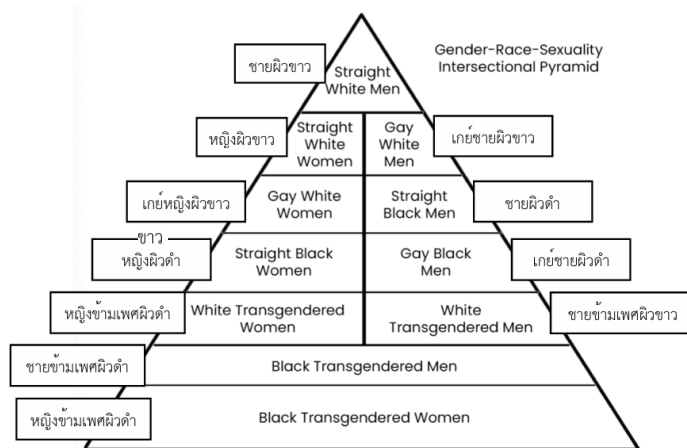 Gender-Race-Sexuality
Intersectional Pyramid
ชายผิวขาว
Straight
White Men
หญิงผิวขาว
Straight
White
Women
Gay
White
Men
เกย์ชายผิวขาว
เกย์หญิงผิวขาว
Gay White
Women
Straight
Black Men
ชายผิวดำ
ขาว
หญิงผิวดำ
Straight Black
Women
Gay Black
Men
เกย์ชายผิวดำ
หญิงข้ามเพศผิวดำ
White Transgendered
Women
White
Transgendered Men
ชายข้ามเพศผิวขาว
ชายข้ามเพศผิวดำ
Black Transgendered Men
หญิงข้ามเพศผิวดำ
Black Transgendered Women